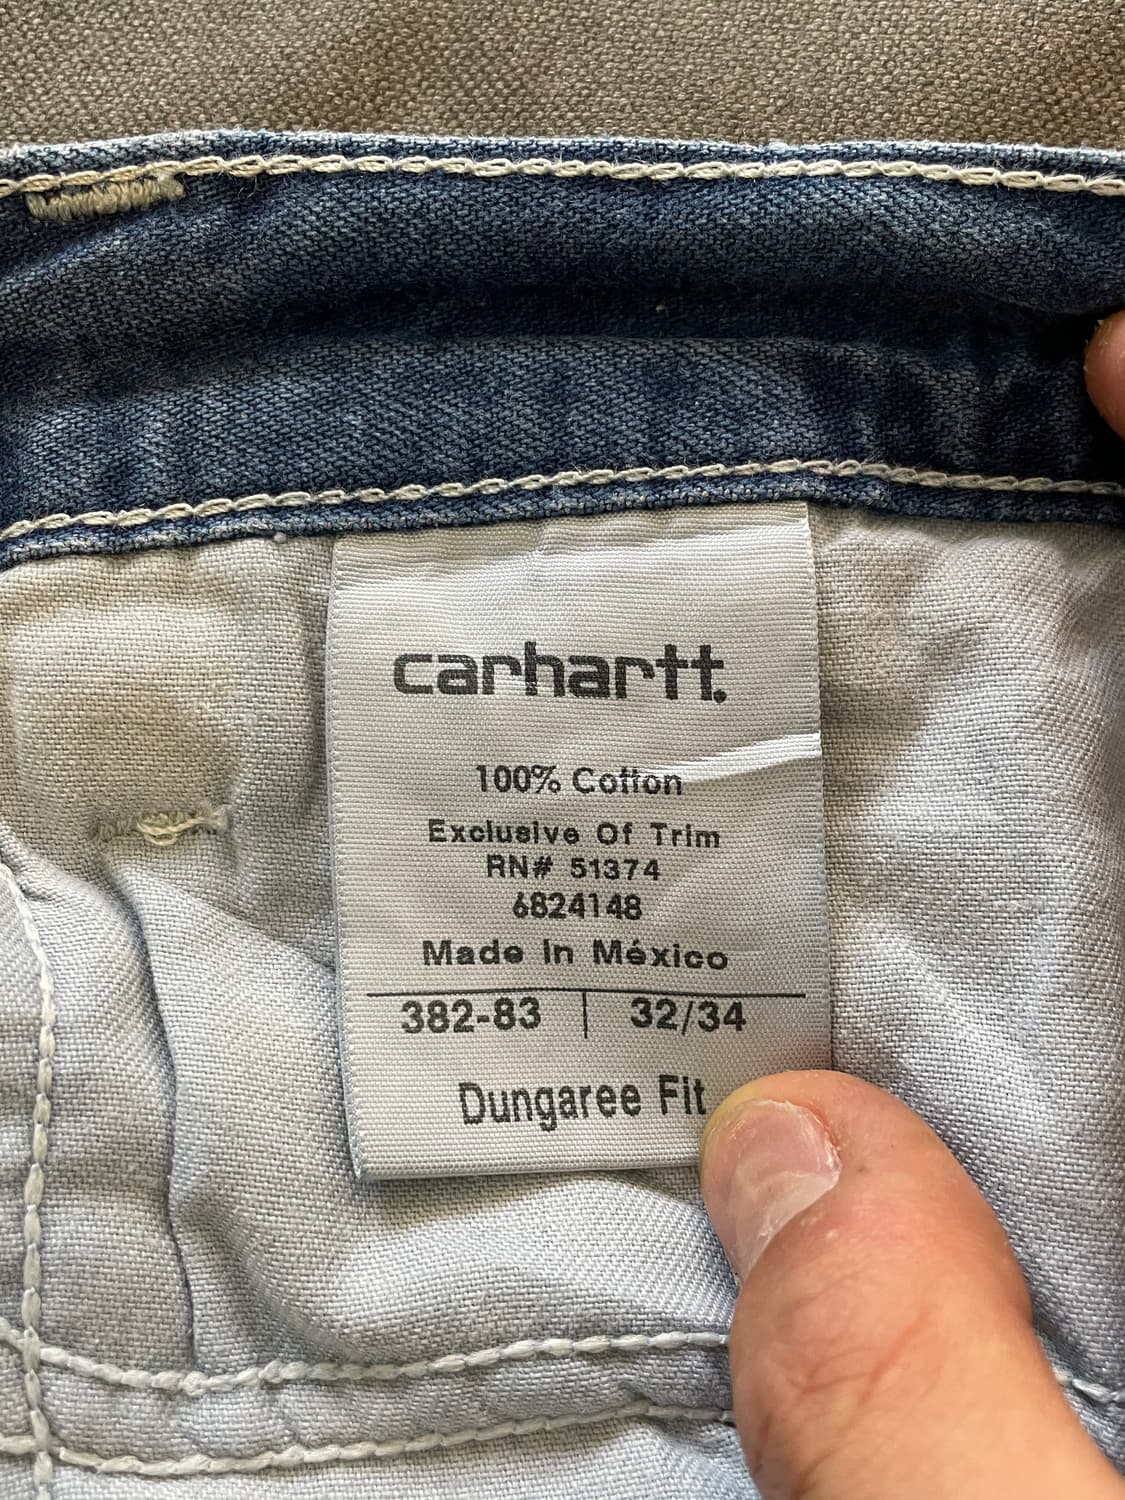 carhartt.
100% Cotton
Exclusive Of Trim
RN# 51374
6824148
Made In México
382-83 | 32/34
Dungaree Fit